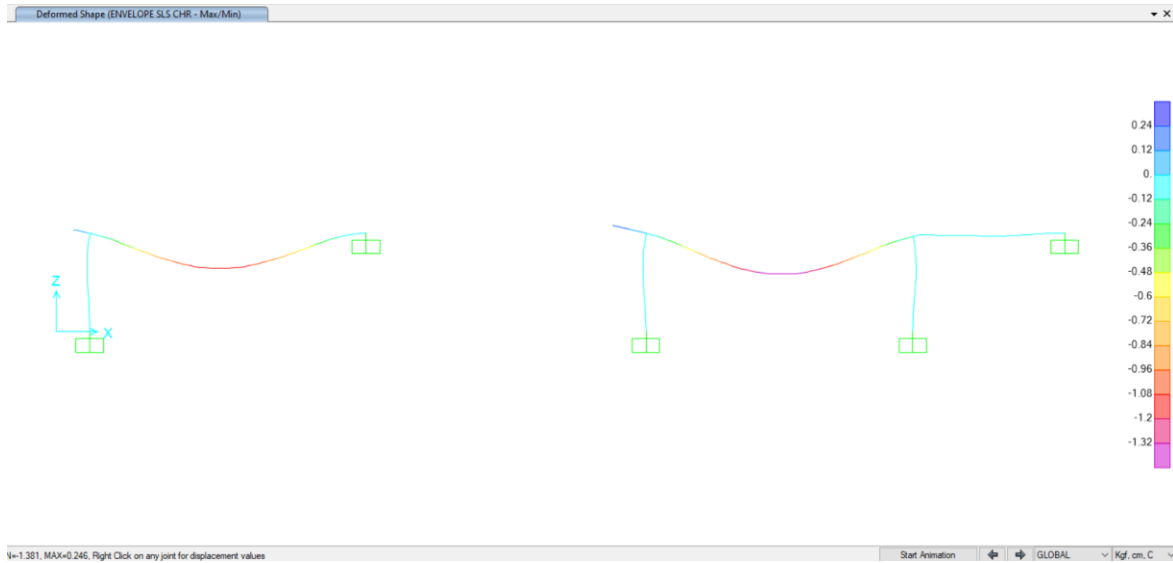 Deformed Shape (ENVELOPE SLS CHR - Max/Min)
0.24
0.12
0.
-0.12
-0.24
-0.36
-0.48
-0.6
-0.72
-0.84
-0.96
-1.08
-1.2
-1.32
Z
X
N=-1.381, MAX=0.246, Right Click on any joint for displacement values
Start Animation
GLOBAL
Kgf, cm, C